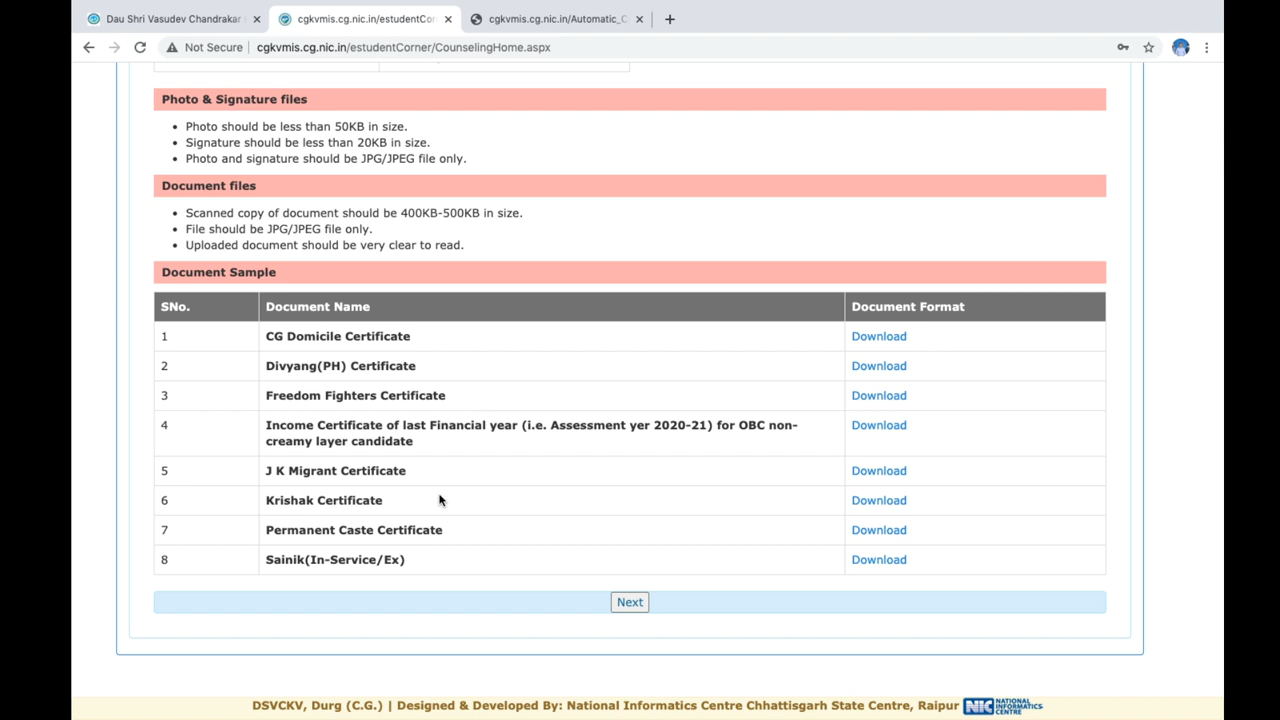 Dau Shri Vasudev Chandrakar
cgkvmis.cg.nic.in/estudentCor
cgkvmis.cg.nic.in/Automatic_C
Not Secure
cgkvmis.cg.nic.in/estudentCorner/CounselingHome.aspx
Photo & Signature files
• Photo should be less than 50KB in size.
• Signature should be less than 20KB in size.
• Photo and signature should be JPG/JPEG file only.
Document files
• Scanned copy of document should be 400KB-500KB in size.
• File should be JPG/JPEG file only.
• Uploaded document should be very clear to read.
Document Sample
SNo. Document Name Document Format
1 CG Domicile Certificate Download
2 Divyang(PH) Certificate Download
3 Freedom Fighters Certificate Download
4 Income Certificate of last Financial year (i.e. Assessment yer 2020-21) for OBC non- Download
creamy layer candidate
5 J K Migrant Certificate Download
6 Krishak Certificate Download
7 Permanent Caste Certificate Download
8 Sainik(In-Service/Ex) Download
Next
DSVCKV, Durg (C.G.) | Designed & Developed By: National Informatics Centre Chhattisgarh State Centre, Raipur NIC NATIONAL
INFORMATICS
CENTRE